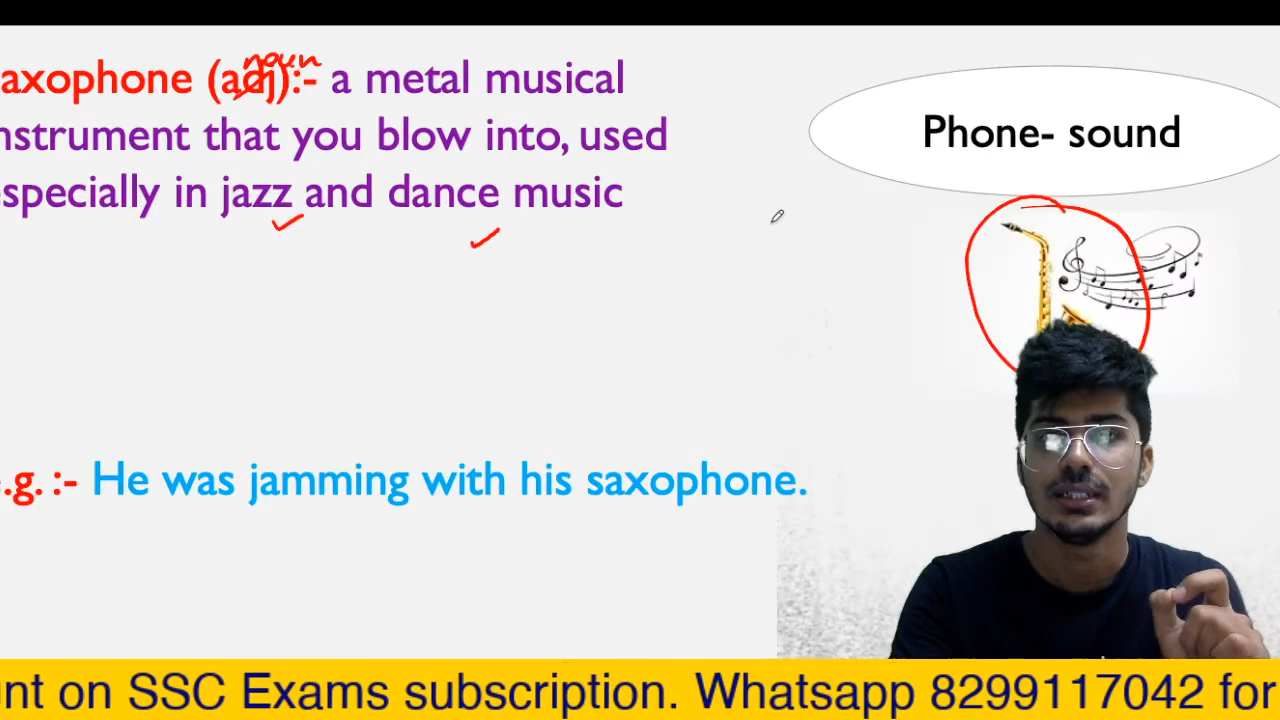 noun
axophone (adj):- a metal musical
nstrument that you blow into, used
especially in jazz and dance music
Phone- sound
e.g. :- He was jamming with his saxophone.
nt on SSC Exams subscription. Whatsapp 8299117042 for